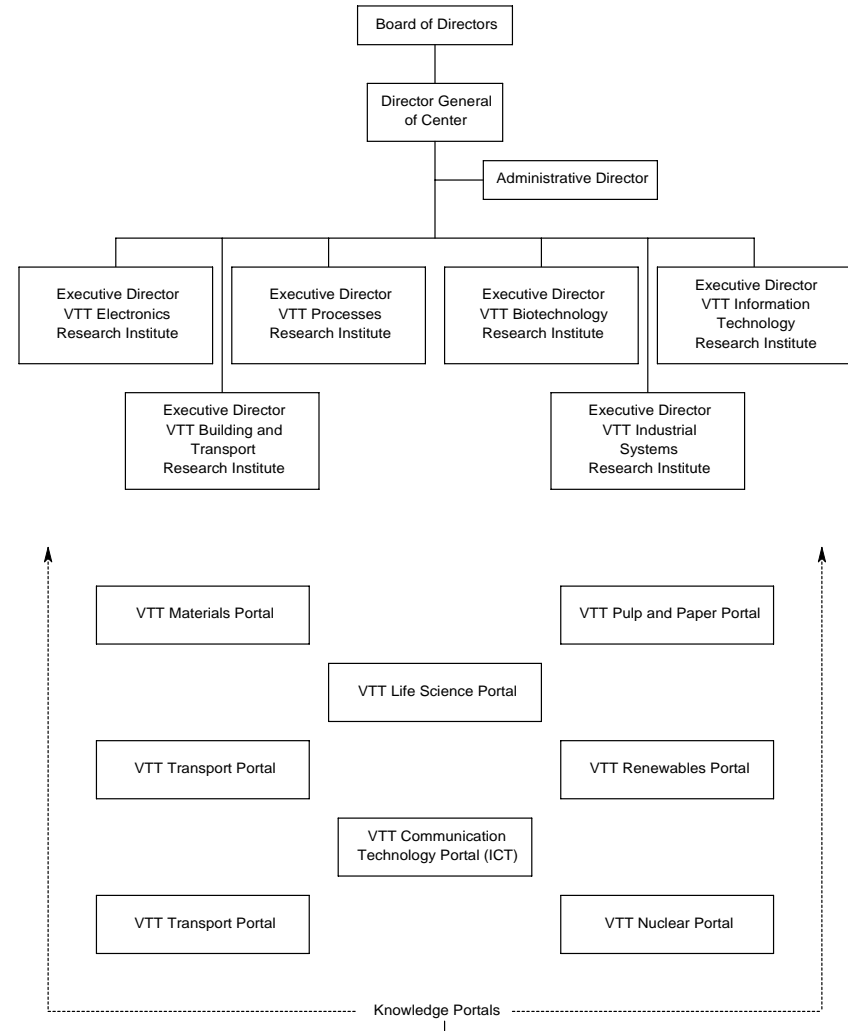 Board of Directors
Director General
of Center
Administrative Director
Executive Director
VTT Electronics
Research Institute
Executive Director
VTT Processes
Research Institute
Executive Director
VTT Biotechnology
Research Institute
Executive Director
VTT Information
Technology
Research Institute
Executive Director
VTT Building and
Transport
Research Institute
Executive Director
VTT Industrial
Systems
Research Institute
VTT Materials Portal
VTT Pulp and Paper Portal
VTT Life Science Portal
VTT Transport Portal
VTT Renewables Portal
VTT Communication
Technology Portal (ICT)
VTT Transport Portal
VTT Nuclear Portal
Knowledge Portals